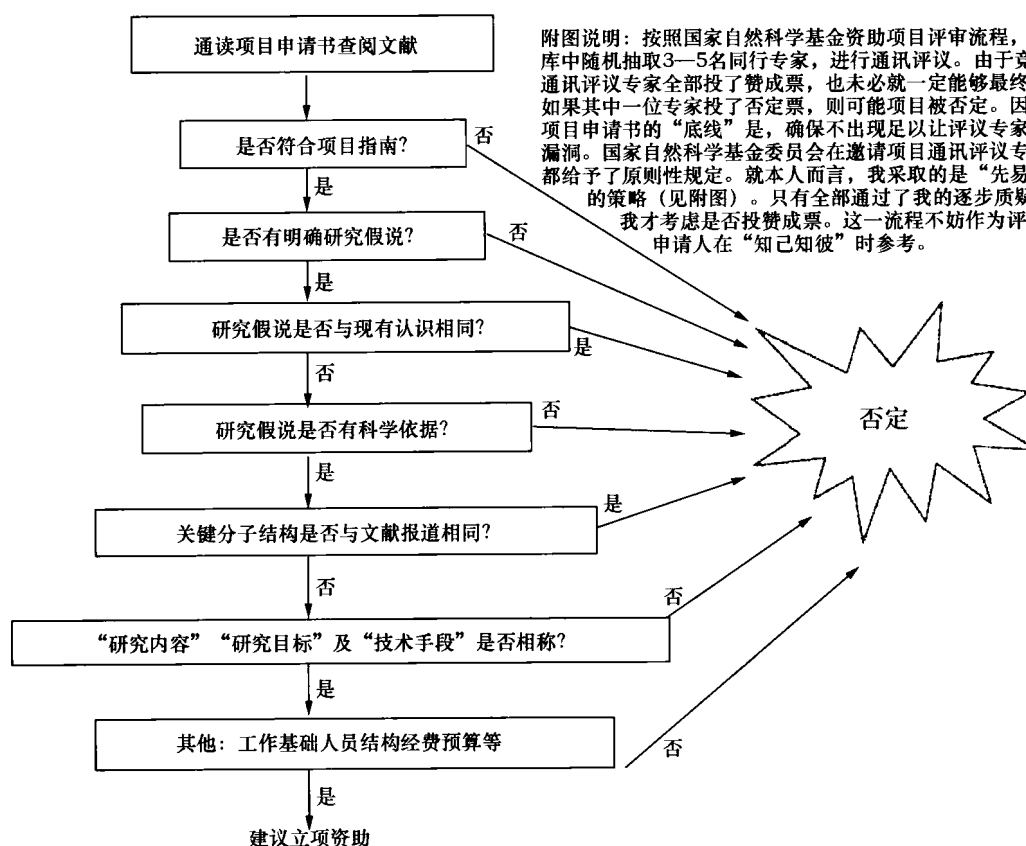 通读项目申请书查阅文献
附图说明：按照国家自然科学基金资助项目评审流程，
库中随机抽取3—5名同行专家，进行通讯评议。由于竞
通讯评议专家全部投了赞成票，也未必就一定能够最终
如果其中一位专家投了否定票，则可能项目被否定。因
项目申请书的“底线”是，确保不出现足以让评议专家
漏洞。国家自然科学基金委员会在邀请项目通讯评议专
都给予了原则性规定。就本人而言，我采取的是“先易
的策略（见附图）。只有全部通过了我的逐步质疑
我才考虑是否投赞成票。这一流程不妨作为评
申请人在“知己知彼”时参考。
是否符合项目指南？
否
是
是否有明确研究假说？
否
是
研究假说是否与现有认识相同？
是
否
研究假说是否有科学依据？
否
是
关键分子结构是否与文献报道相同？
是
否
“研究内容”“研究目标”及“技术手段”是否相称？
否
是
其他：工作基础人员结构经费预算等
否
是
建议立项资助
否定